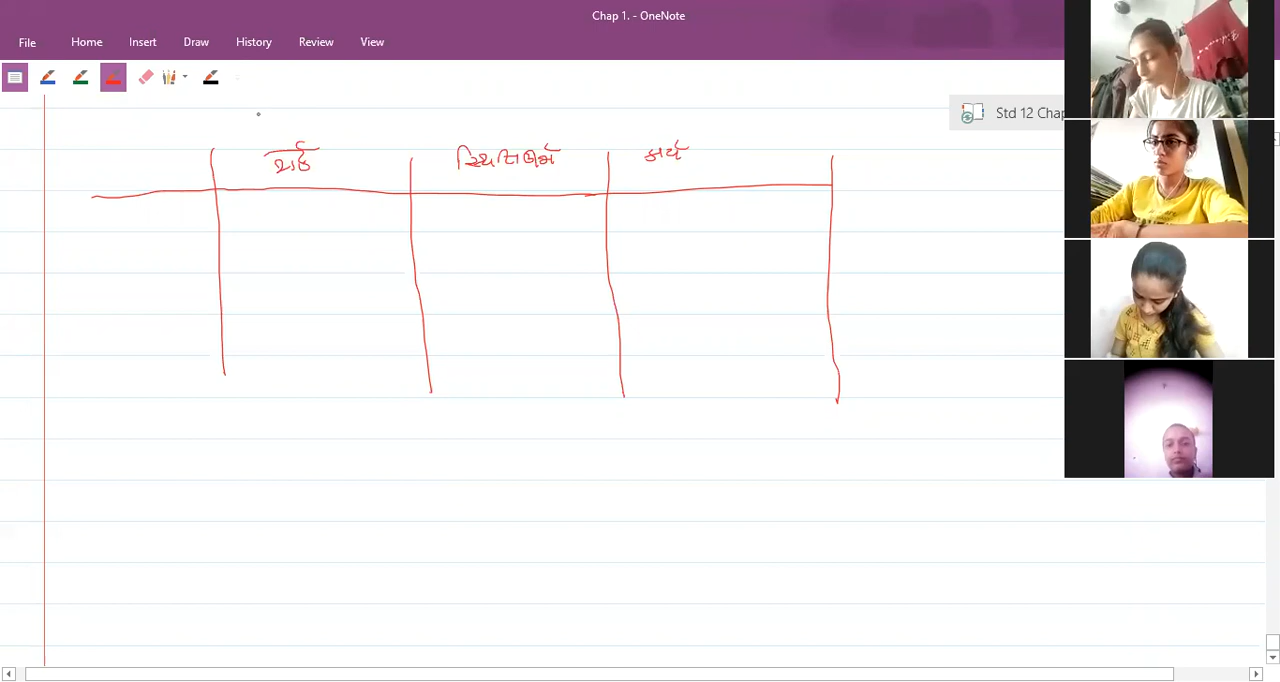 Chap 1. - OneNote
File Home Insert Draw History Review View
Std 12 Chap
કાર્ય